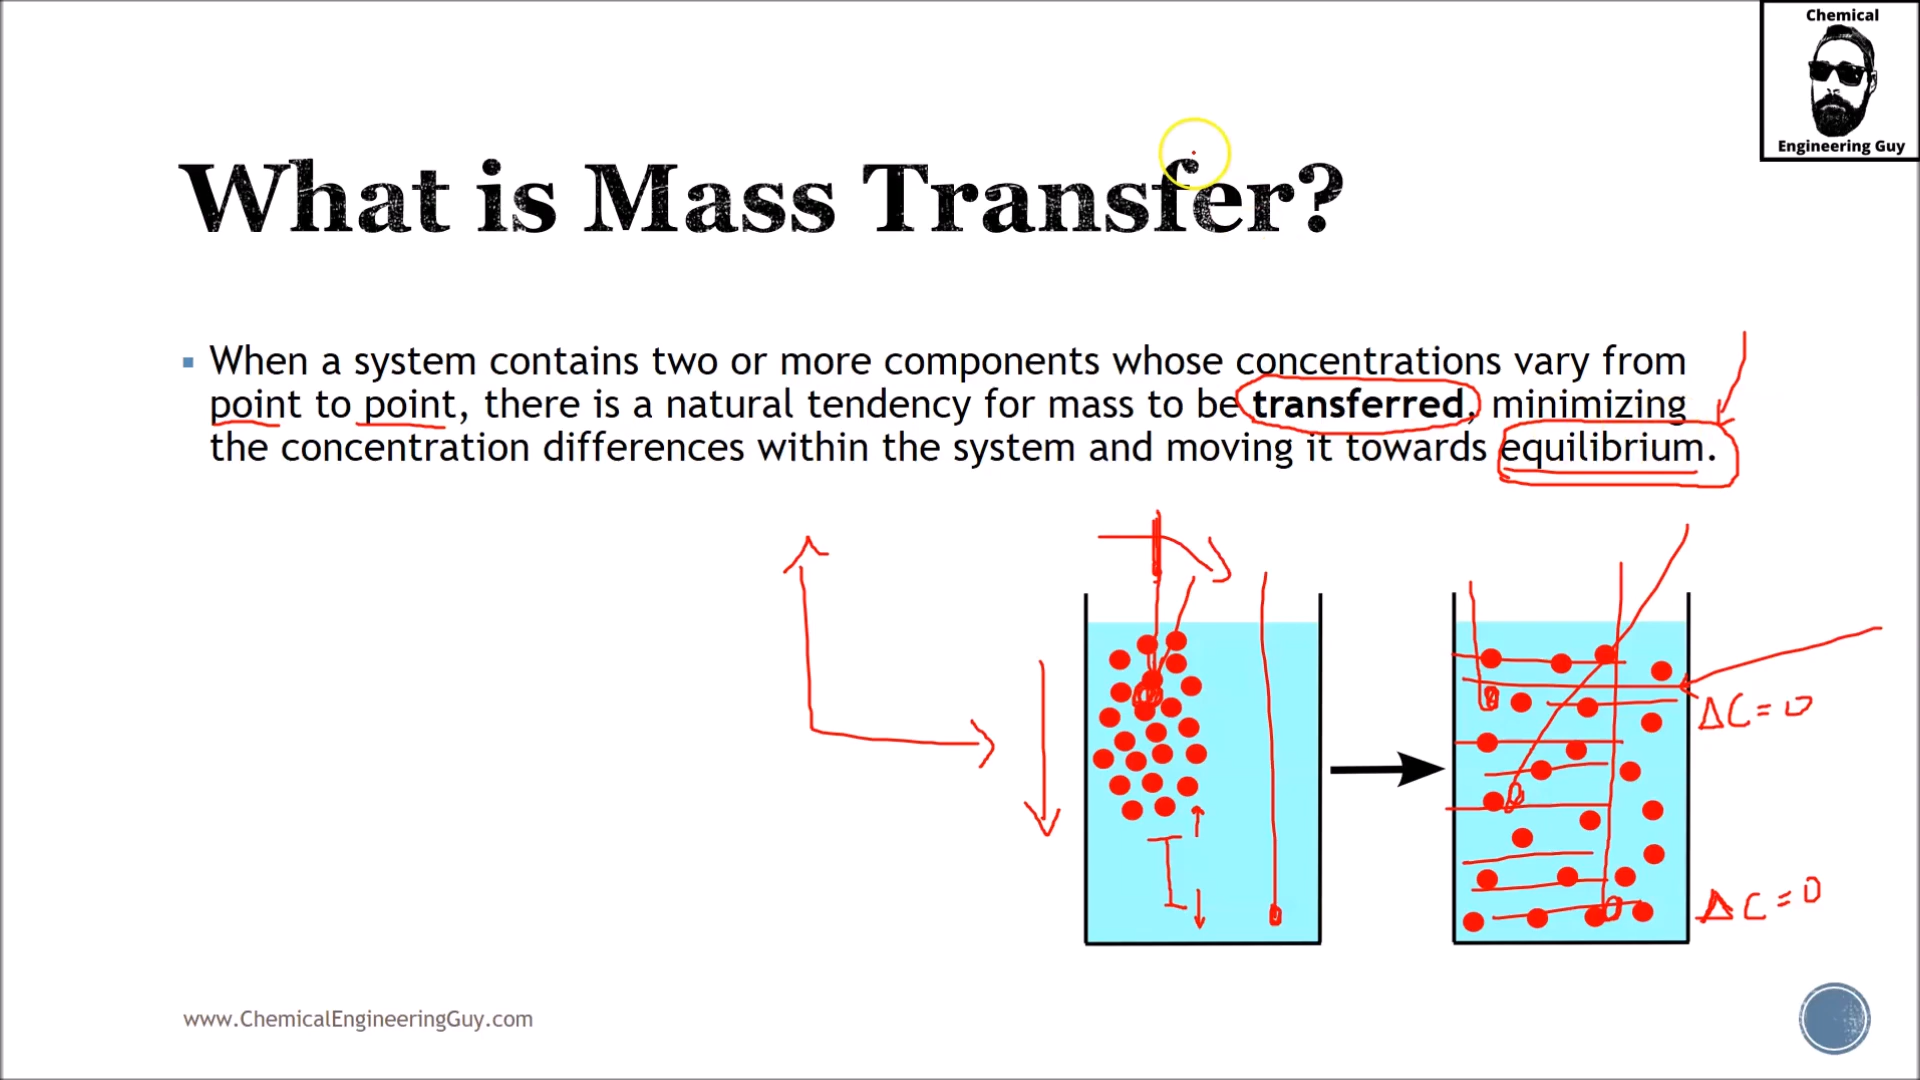 Chemical
Engineering Guy
What is Mass Transfer?
When a system contains two or more components whose concentrations vary from
point to point, there is a natural tendency for mass to be transferred, minimizing
the concentration differences within the system and moving it towards equilibrium.
ΔC=0
ΔC=0
www.ChemicalEngineeringGuy.com